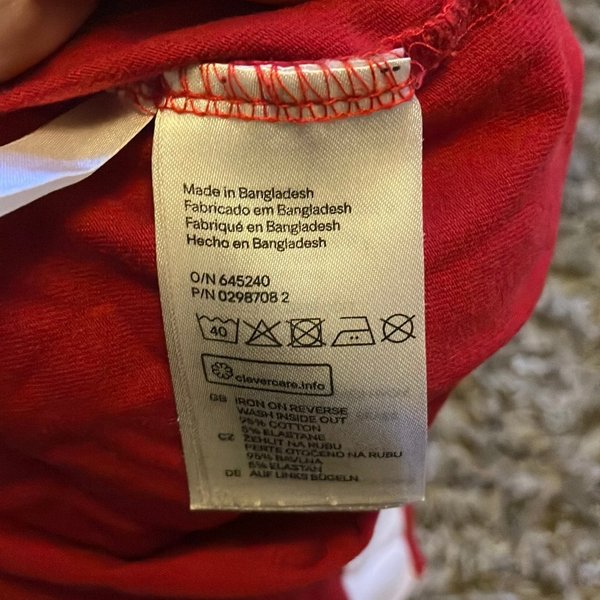 Made in Bangladesh
Fabricado em Bangladesh
Fabriqué en Bangladesh
Hecho en Bangladesh
O/N 645240
P/N 0298708 2
40
clevercare.info
GB IRON ON REVERSE
WASH INSIDE OUT
95% COTTON
5% ELASTANE
CZ ŽEHLIT NA RUBU
PERTE OTOČENO NA RUBU
95% BAVLNA
5% ELASTAN
DE AUF LINKS BÜGELN.